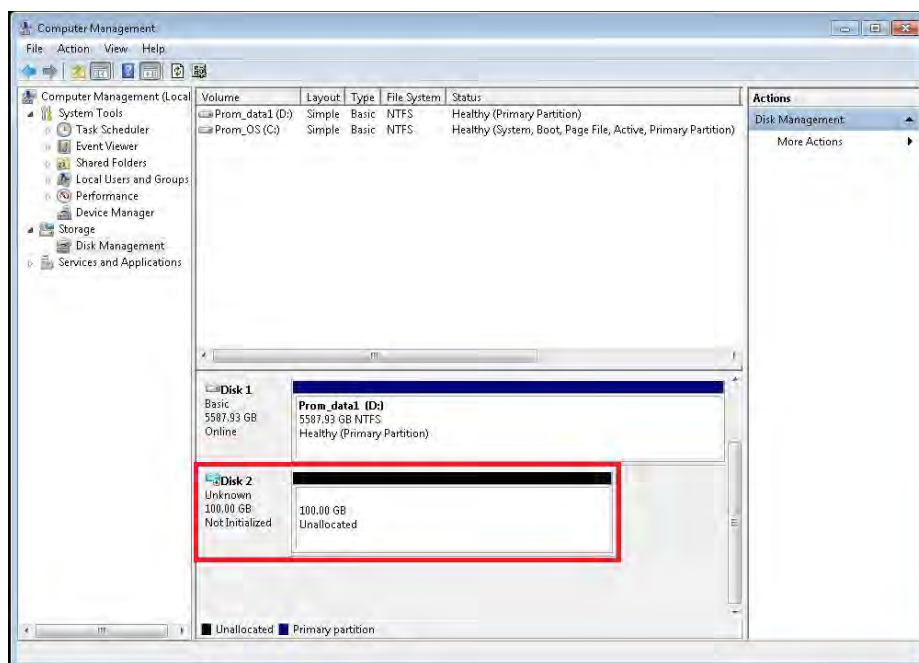 Computer Management
File Action View Help
Computer Management (Local
System Tools
Task Scheduler
Event Viewer
Shared Folders
Local Users and Groups
Performance
Device Manager
Storage
Disk Management
Services and Applications
Volume Layout Type File System Status
Prom_data1 (D:) Simple Basic NTFS Healthy (Primary Partition)
Prom_OS (C:) Simple Basic NTFS Healthy (System, Boot, Page File, Active, Primary Partition)
Disk 1
Basic
5587.93 GB
Online
Prom_data1 (D:)
5587.93 GB NTFS
Healthy (Primary Partition)
Disk 2
Unknown
100.00 GB
Not Initialized
100.00 GB
Unallocated
Unallocated Primary partition
Actions
Disk Management
More Actions